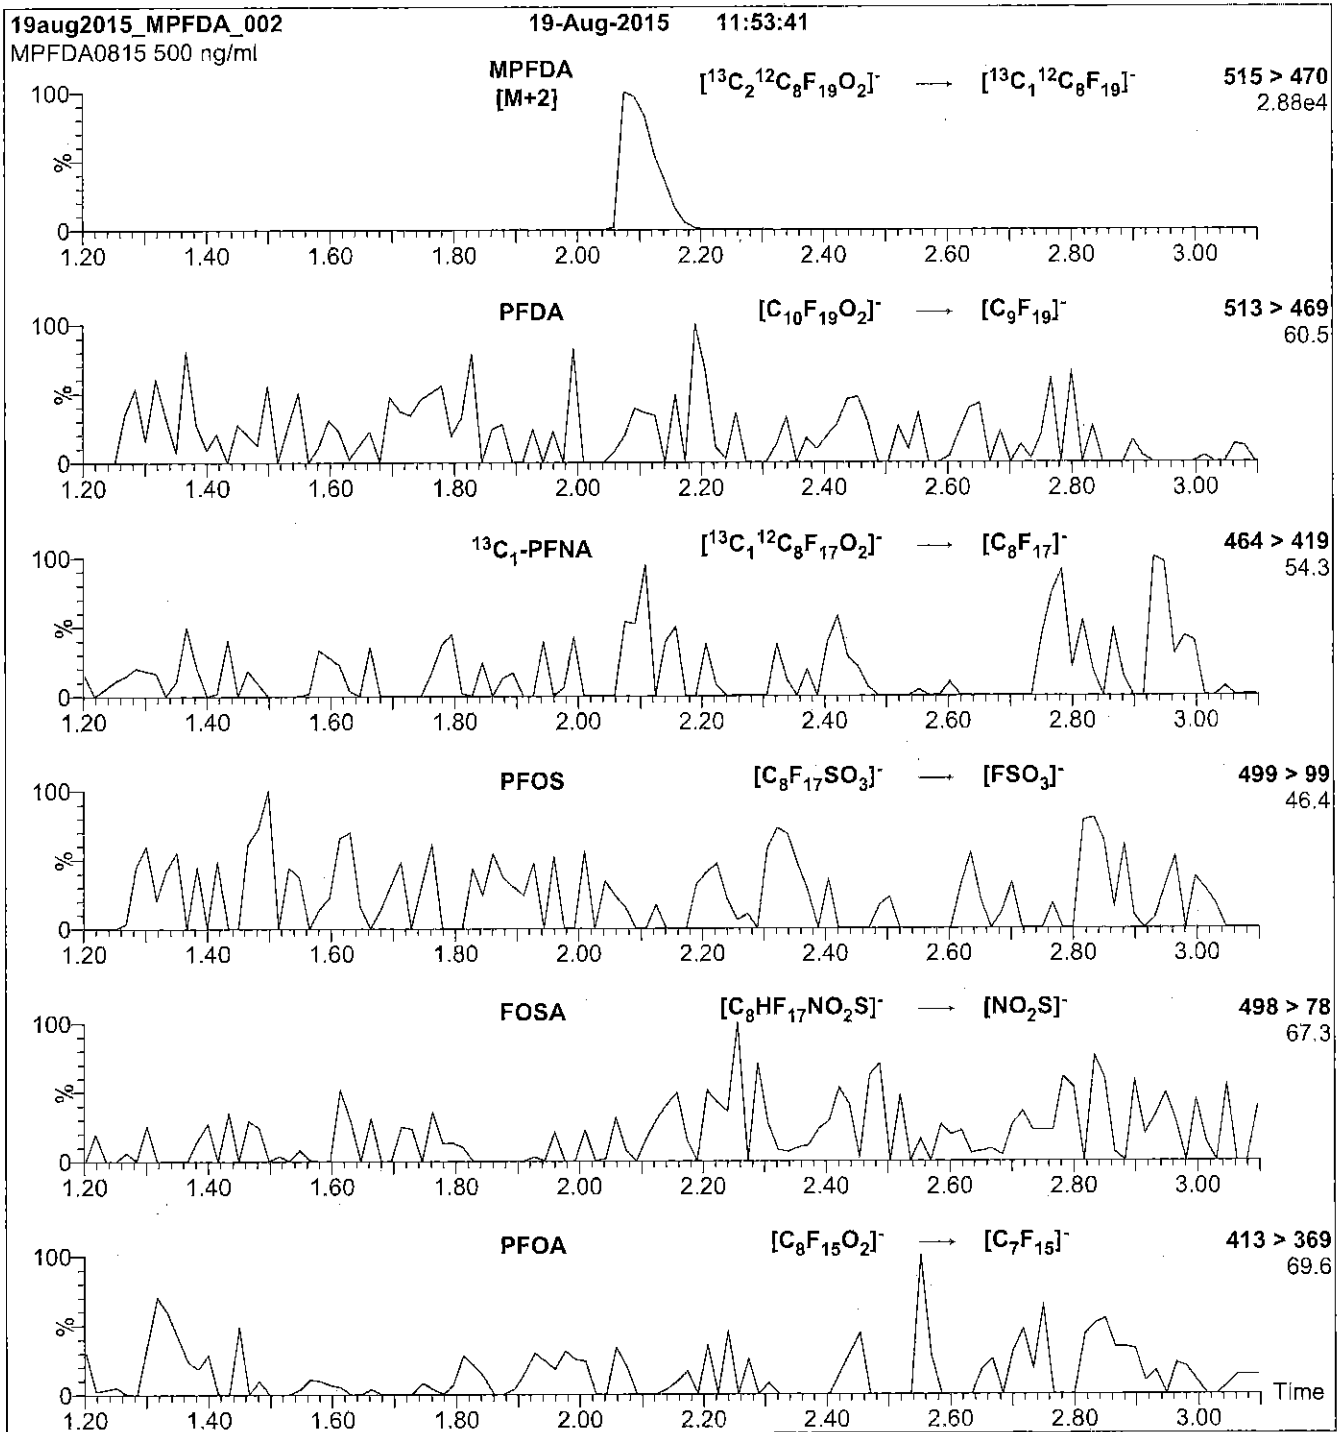 19aug2015_MPFDA_002 19-Aug-2015 11:53:41
MPFDA0815 500 ng/ml
MPFDA [¹³C₂¹²C₈F₁₉O₂]⁻ → [¹³C₁¹²C₈F₁₉]⁻ 515 > 470
[M+2] 2.88e4
100
%
0
1.20 1.40 1.60 1.80 2.00 2.20 2.40 2.60 2.80 3.00
PFDA [C₁₀F₁₉O₂]⁻ → [C₉F₁₉]⁻ 513 > 469
60.5
100
%
0
1.20 1.40 1.60 1.80 2.00 2.20 2.40 2.60 2.80 3.00
¹³C₁-PFNA [¹³C₁¹²C₈F₁₇O₂]⁻ → [C₈F₁₇]⁻ 464 > 419
54.3
100
%
0
1.20 1.40 1.60 1.80 2.00 2.20 2.40 2.60 2.80 3.00
PFOS [C₈F₁₇SO₃]⁻ → [FSO₃]⁻ 499 > 99
46.4
100
%
0
1.20 1.40 1.60 1.80 2.00 2.20 2.40 2.60 2.80 3.00
FOSA [C₈HF₁₇NO₂S]⁻ → [NO₂S]⁻ 498 > 78
67.3
100
%
0
1.20 1.40 1.60 1.80 2.00 2.20 2.40 2.60 2.80 3.00
PFOA [C₈F₁₅O₂]⁻ → [C₇F₁₅]⁻ 413 > 369
69.6
100
%
0
Time
1.20 1.40 1.60 1.80 2.00 2.20 2.40 2.60 2.80 3.00